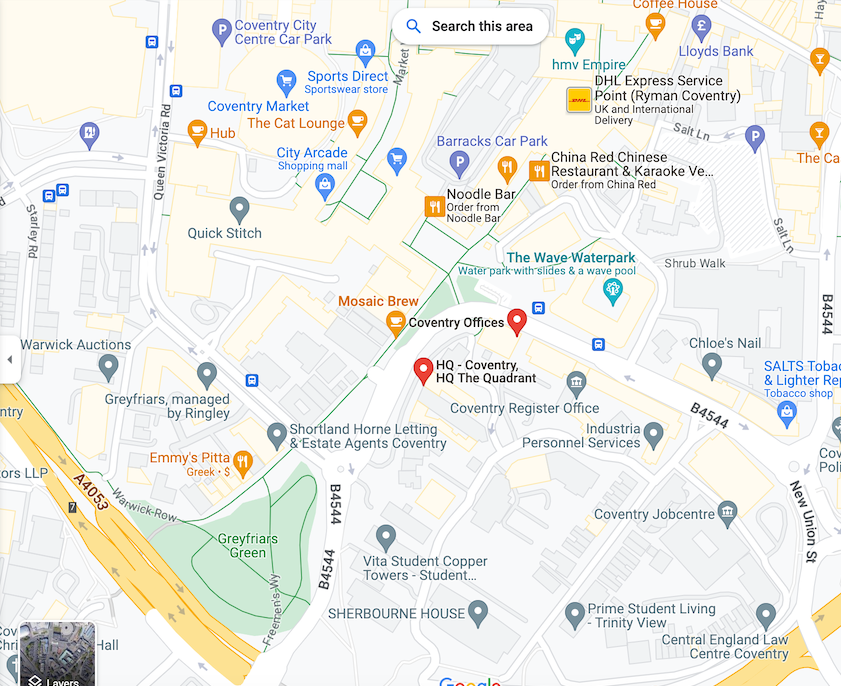 Coffee House
Coventry City
Centre Car Park
Search this area
Lloyds Bank
hmv Empire
Sports Direct
Sportswear store
Market
DHL Express Service
Point (Ryman Coventry)
UK and International
Delivery
Coventry Market
Queen Victoria Rd
The Cat Lounge
Hub
Salt Ln
Barracks Car Park
City Arcade
Shopping mall
China Red Chinese
Restaurant & Karaoke Ve...
Order from China Red
The Ca
Noodle Bar
Order from
Noodle Bar
Starley Rd
Quick Stitch
Salt Ln
The Wave Waterpark
Water park with slides & a wave pool
Shrub Walk
Mosaic Brew
Coventry Offices
B4544
Warwick Auctions
Chloe's Nail
HQ - Coventry,
HQ The Quadrant
SALTS Tobac
& Lighter Rep
Tobacco shop
Greyfriars, managed
by Ringley
Coventry Register Office
B4544
ntry
Shortland Horne Letting
& Estate Agents Coventry
Industria
Personnel Services
Emmy's Pitta
Greek • $
Cov
Poli
ors LLP
A4053
7
Warwick Row
B4544
New Union St
Coventry Jobcentre
Greyfriars
Green
B4544
Vita Student Copper
Towers - Student...
Freemen's Wy
SHERBOURNE HOUSE
Prime Student Living
- Trinity View
Cov
Chri
Hall
Central England Law
Centre Coventry
Layers
Google